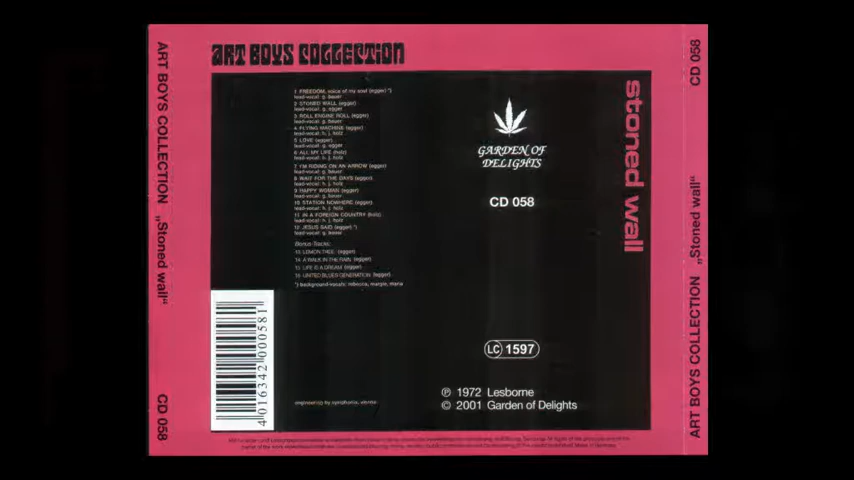 ART BOYS COLLECTION
ART BOYS COLLECTION „Stoned wall“ CD 058
1 FREEDOM, voice of my soul (egger) *)
lead-vocal: g. bauer
2 STONED WALL (egger)
lead-vocal: g. egger
3 ROLL ENGINE ROLL (egger)
lead-vocal: g. bauer
4 FLYING MACHINE (egger)
lead-vocal: h. j. holz
5 LOVE (egger)
lead-vocal: g. egger
6 ALL MY LIFE (holz)
lead-vocal: h. j. holz
7 I'M RIDING ON AN ARROW (egger)
lead-vocal: g. bauer
8 WAIT FOR THE DAYS (egger)
lead-vocal: h. j. holz
9 HAPPY WOMAN (egger)
lead-vocal: g. bauer
10 STATION NOWHERE (egger)
lead-vocal: h. j. holz
11 IN A FOREIGN COUNTRY (holz)
lead-vocal: h. j. holz
12 JESUS SAID (egger) *)
lead-vocal: g. bauer
Bonus-Tracks:
13 LEMON TREE (egger)
14 A WALK IN THE RAIN (egger)
15 LIFE IS A DREAM (egger)
16 UNITED BLUES GENERATION (egger)
*) background-vocals: rebecca, margie, maria
GARDEN OF
DELIGHTS
CD 058
stoned wall
LC 1597
℗ 1972 Lesborne
© 2001 Garden of Delights
4 016342 000581
CD 058
ART BOYS COLLECTION „Stoned wall“